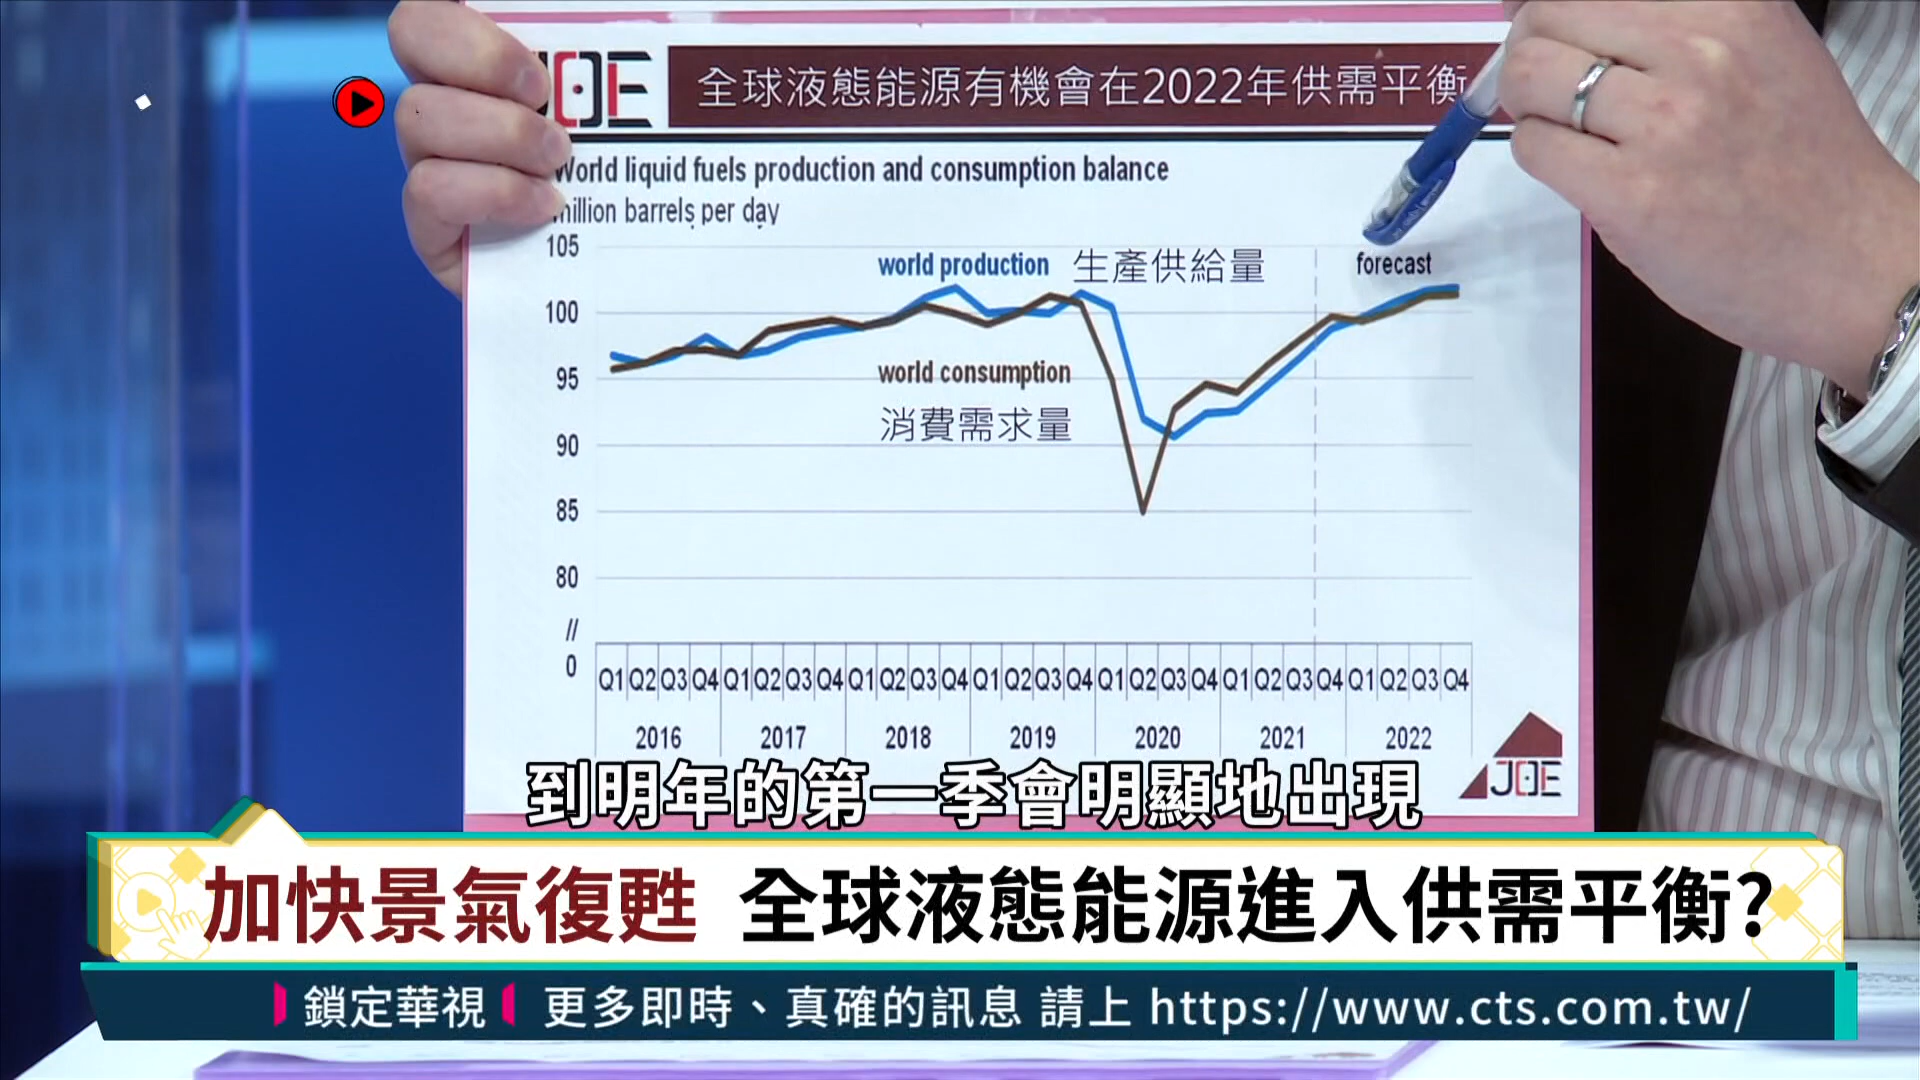 JOE 全球液態能源有機會在2022年供需平衡
World liquid fuels production and consumption balance
million barrels per day
105
world production 生產供給量 forecast
100
95
world consumption
消費需求量
90
85
80
//
0
Q1 Q2 Q3 Q4 Q1 Q2 Q3 Q4 Q1 Q2 Q3 Q4 Q1 Q2 Q3 Q4 Q1 Q2 Q3 Q4 Q1 Q2 Q3 Q4 Q1 Q2 Q3 Q4
2016 2017 2018 2019 2020 2021 2022
JOE
到明年的第一季會明顯地出現
加快景氣復甦 全球液態能源進入供需平衡?
鎖定華視 更多即時、真確的訊息 請上 https://www.cts.com.tw/